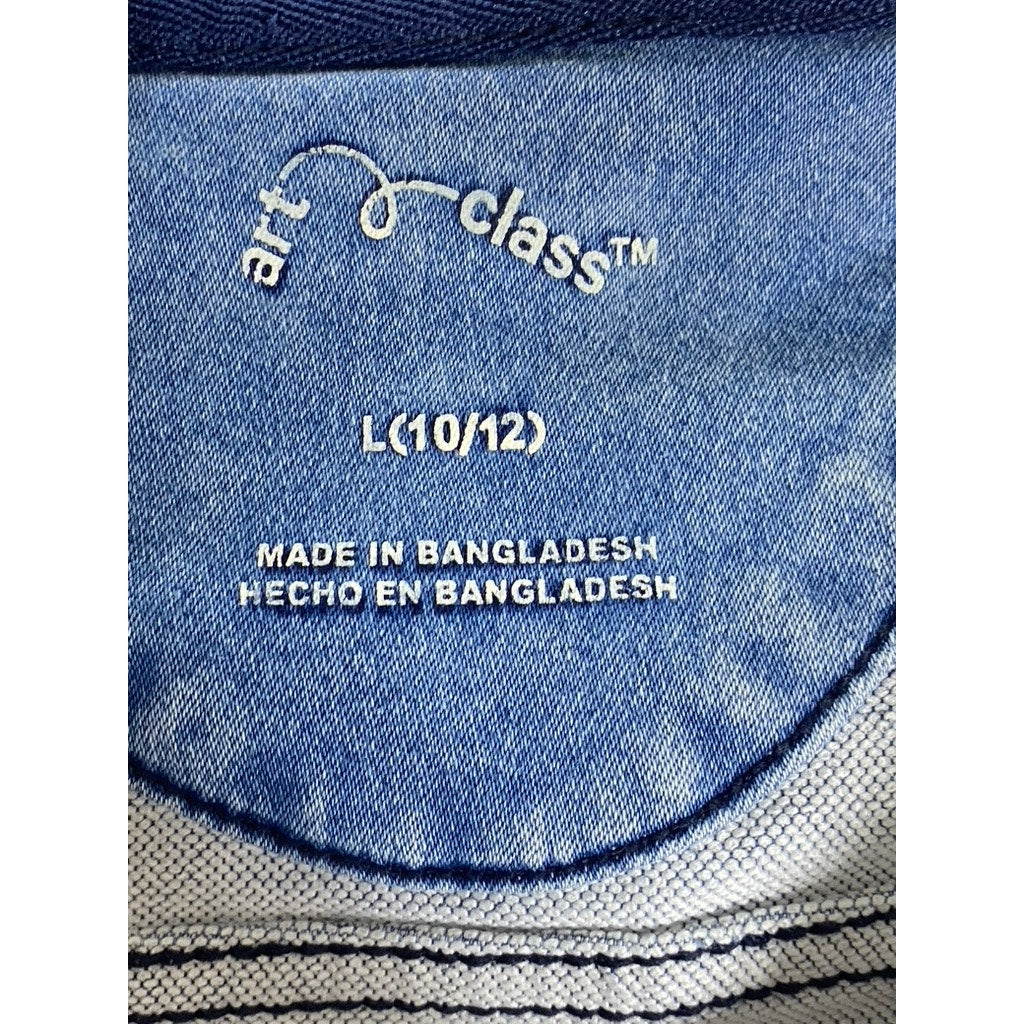 art class™
L(10/12)
MADE IN BANGLADESH
HECHO EN BANGLADESH